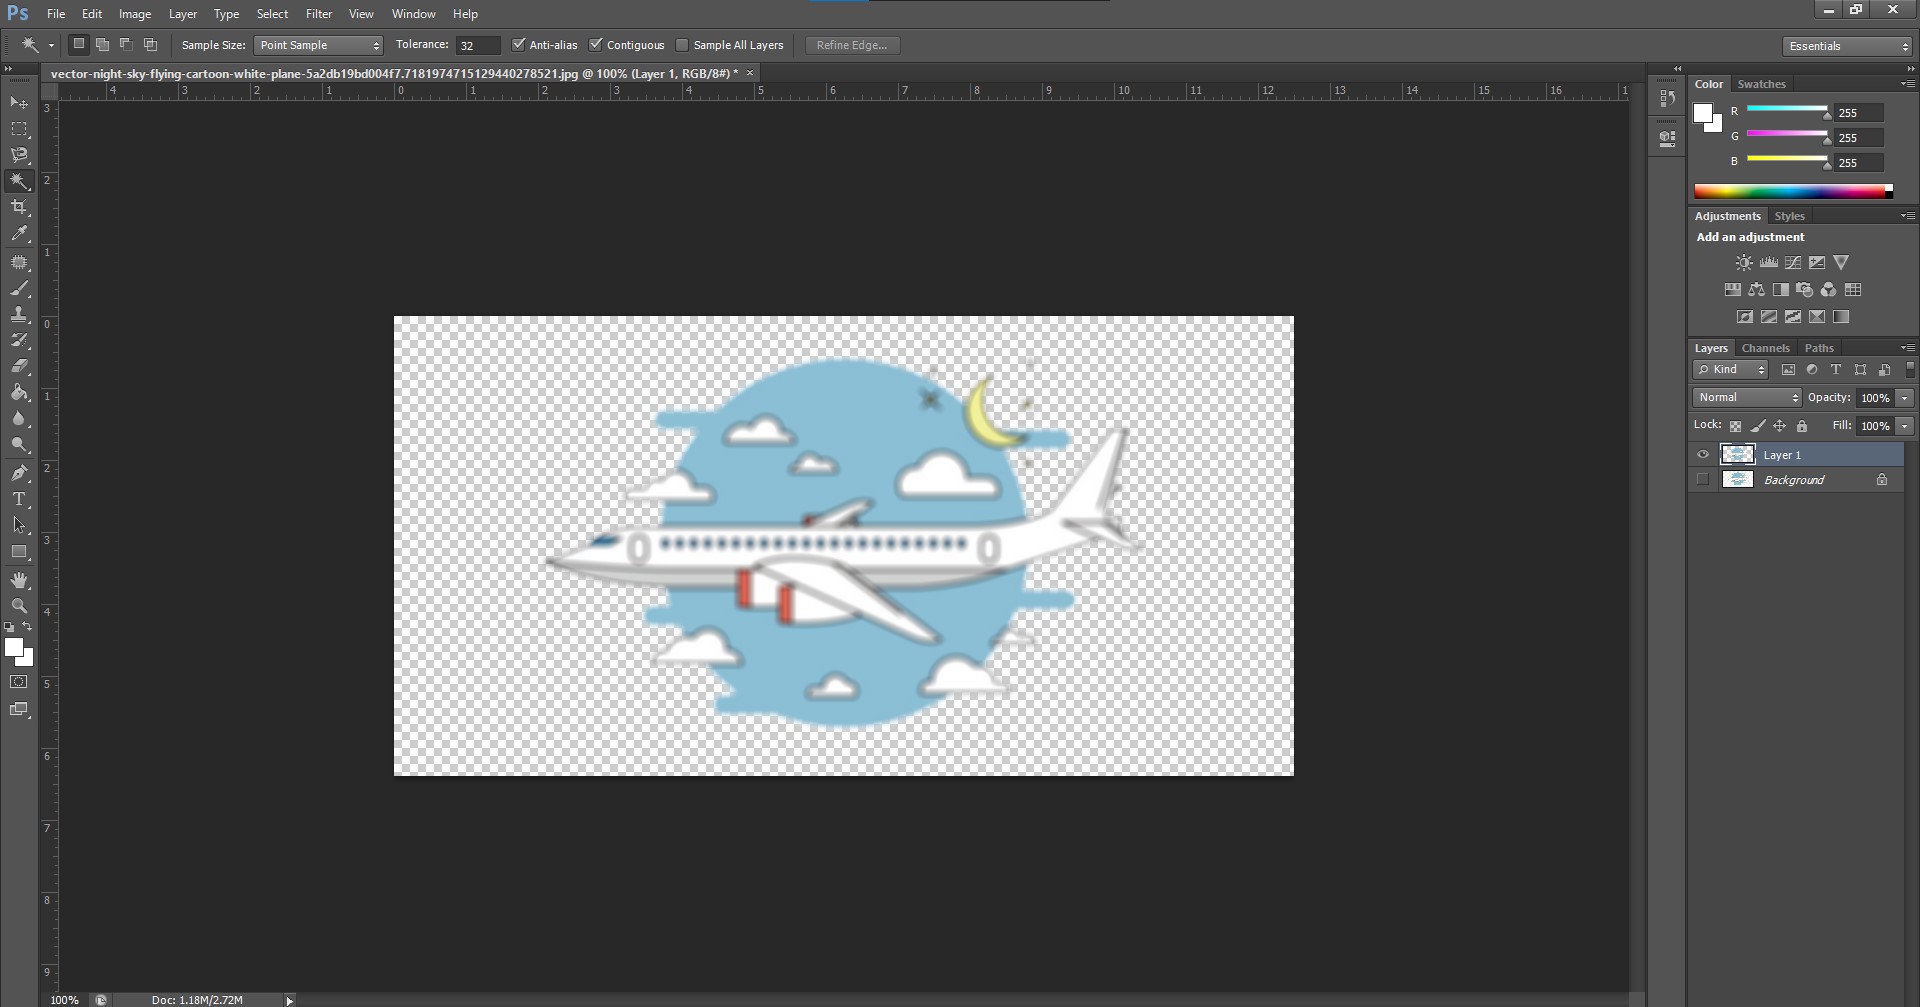 Ps File Edit Image Layer Type Select Filter View Window Help
Sample Size: Point Sample Tolerance: 32 Anti-alias Contiguous Sample All Layers Refine Edge... Essentials
vector-night-sky-flying-cartoon-white-plane-5a2db19bd004f7.7181974715129440278521.jpg @ 100% (Layer 1, RGB/8#) * ×
4 3 2 1 0 1 2 3 4 5 6 7 8 9 10 11 12 13 14 15 16 1
3
2
1
0
1
2
3
4
5
6
7
8
9
Color Swatches
R 255
G 255
B 255
Adjustments Styles
Add an adjustment
Layers Channels Paths
Kind
Normal Opacity: 100%
Lock: Fill: 100%
Layer 1
Background
100% Doc: 1.18M/2.72M